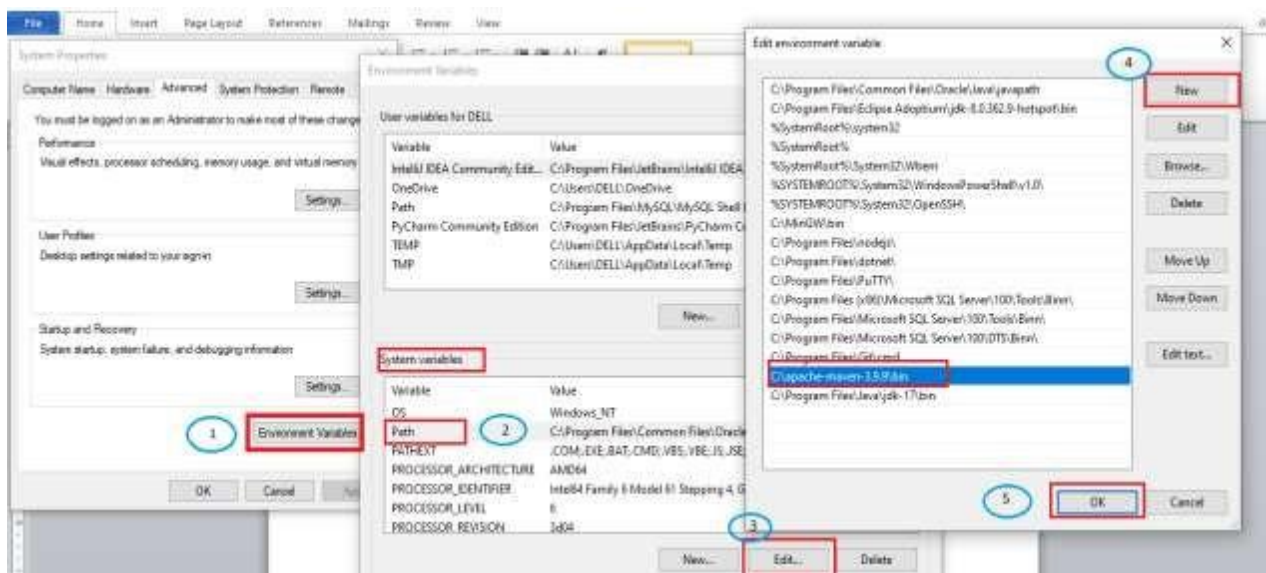 File Home Insert Page Layout References Mailings Review View
System Properties
Computer Name Hardware Advanced System Protection Remote
You must be logged on as an Administrator to make most of these change
Performance
Visual effects, processor scheduling, memory usage, and virtual memory
Settings...
User Profiles
Desktop settings related to your sign-in
Settings...
Startup and Recovery
System startup, system failure, and debugging information
Settings...
1
Environment Variables
OK Cancel
Environment Variables
User variables for DELL
Variable Value
IntelliJ IDEA Community Edit... C:\Program Files\JetBrains\IntelliJ IDEA
OneDrive C:\Users\DELL\OneDrive
Path C:\Program Files\MySQL\MySQL Shell
PyCharm Community Edition C:\Program Files\JetBrains\PyCharm C
TEMP C:\Users\DELL\AppData\Local\Temp
TMP C:\Users\DELL\AppData\Local\Temp
New...
System variables
Variable Value
OS Windows_NT
Path 2 C:\Program Files\Common Files\Oracle
PATHEXT .COM;.EXE;.BAT;.CMD;.VBS;.VBE;.JS;.JSE;
PROCESSOR_ARCHITECTURE AMD64
PROCESSOR_IDENTIFIER Intel64 Family 6 Model 61 Stepping 4, G
PROCESSOR_LEVEL 6
PROCESSOR_REVISION 3d04
3
New... Edit... Delete
Edit environment variable
4
C:\Program Files\Common Files\Oracle\Java\javapath
C:\Program Files\Eclipse Adoptium\jdk-8.0.362.9-hotspot\bin
%SystemRoot%\system32
%SystemRoot%
%SystemRoot%\System32\Wbem
%SYSTEMROOT%\System32\WindowsPowerShell\v1.0\
%SYSTEMROOT%\System32\OpenSSH\
C:\MinGW\bin
C:\Program Files\nodejs\
C:\Program Files\dotnet\
C:\Program Files\PuTTY\
C:\Program Files (x86)\Microsoft SQL Server\100\Tools\Binn\
C:\Program Files\Microsoft SQL Server\100\Tools\Binn\
C:\Program Files\Microsoft SQL Server\100\DTS\Binn\
C:\Program Files\Git\cmd
C:\apache-maven-3.9.9\bin
C:\Program Files\Java\jdk-17\bin
New
Edit
Browse...
Delete
Move Up
Move Down
Edit text...
5
OK Cancel